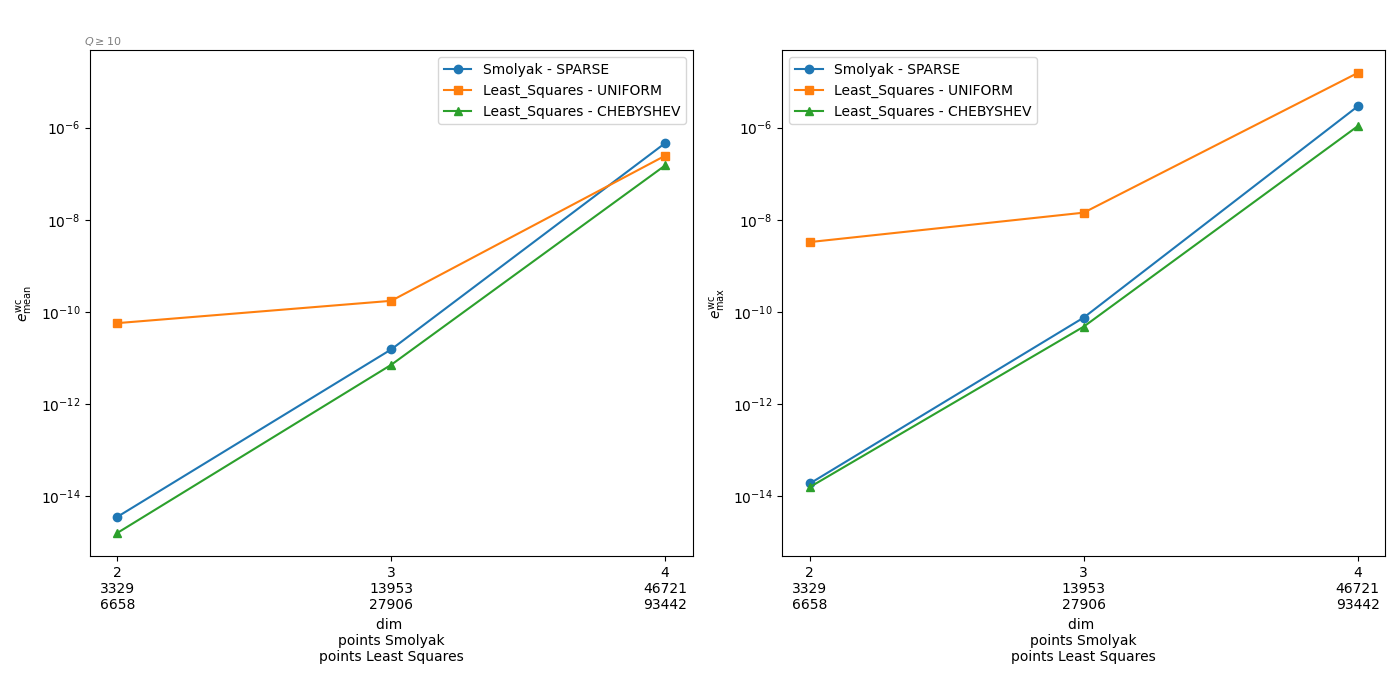 Q ≥ 10
Smolyak - SPARSE
Least_Squares - UNIFORM
Least_Squares - CHEBYSHEV
10⁻⁶
10⁻⁸
10⁻¹⁰
10⁻¹²
10⁻¹⁴
e^wc_mean
2 3 4
3329 13953 46721
6658 27906 93442
dim
points Smolyak
points Least Squares
Smolyak - SPARSE
Least_Squares - UNIFORM
Least_Squares - CHEBYSHEV
10⁻⁶
10⁻⁸
10⁻¹⁰
10⁻¹²
10⁻¹⁴
e^wc_max
2 3 4
3329 13953 46721
6658 27906 93442
dim
points Smolyak
points Least Squares